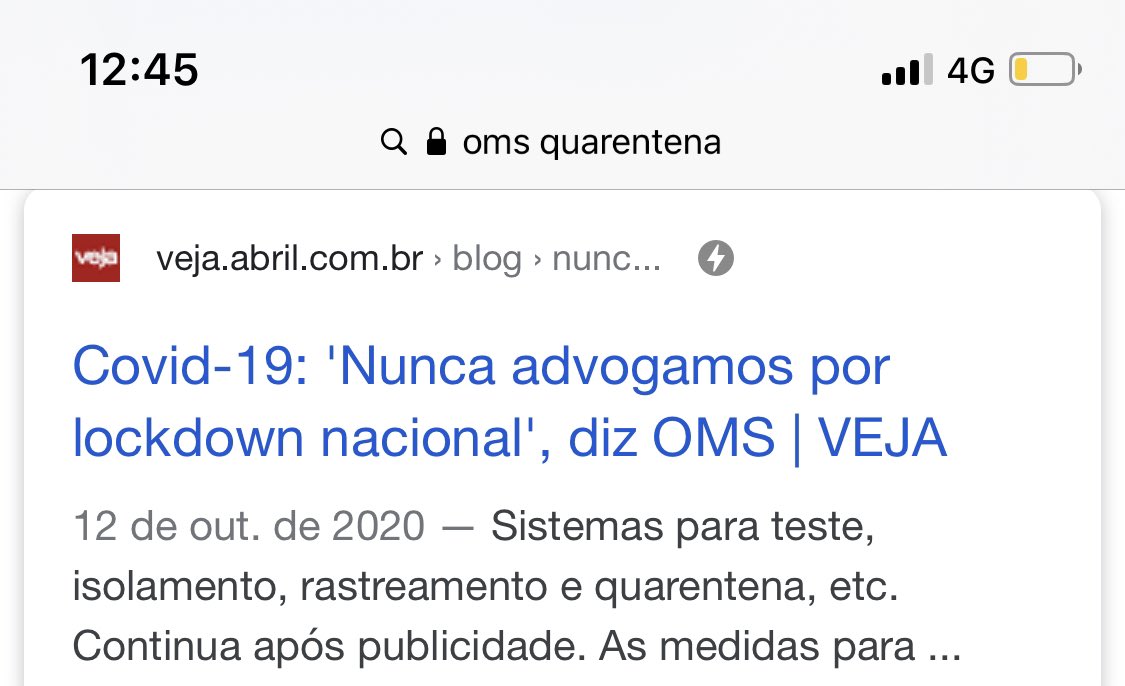 12:45 4G
oms quarentena
veja veja.abril.com.br › blog › nunc...
Covid-19: 'Nunca advogamos por
lockdown nacional', diz OMS | VEJA
12 de out. de 2020 — Sistemas para teste,
isolamento, rastreamento e quarentena, etc.
Continua após publicidade. As medidas para ...